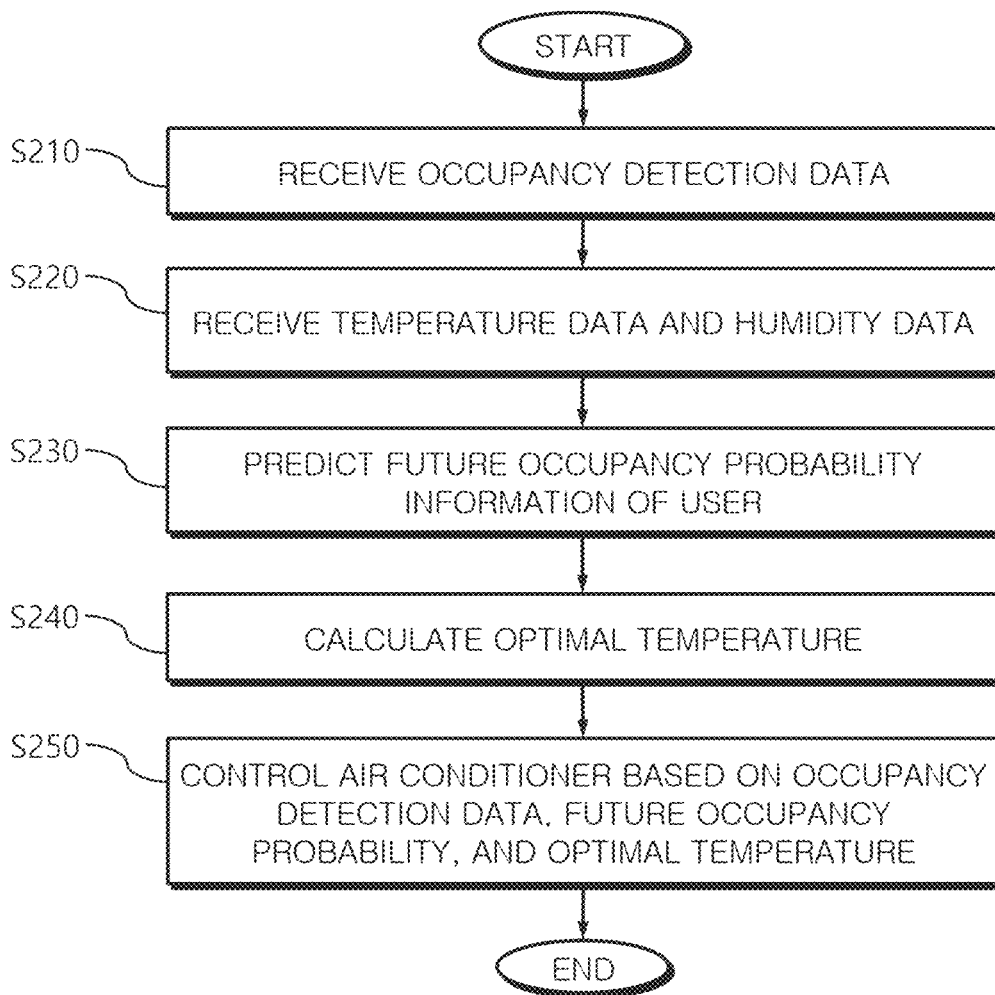 START
S210
RECEIVE OCCUPANCY DETECTION DATA
S220
RECEIVE TEMPERATURE DATA AND HUMIDITY DATA
S230
PREDICT FUTURE OCCUPANCY PROBABILITY
INFORMATION OF USER
S240
CALCULATE OPTIMAL TEMPERATURE
S250
CONTROL AIR CONDITIONER BASED ON OCCUPANCY
DETECTION DATA, FUTURE OCCUPANCY
PROBABILITY, AND OPTIMAL TEMPERATURE
END